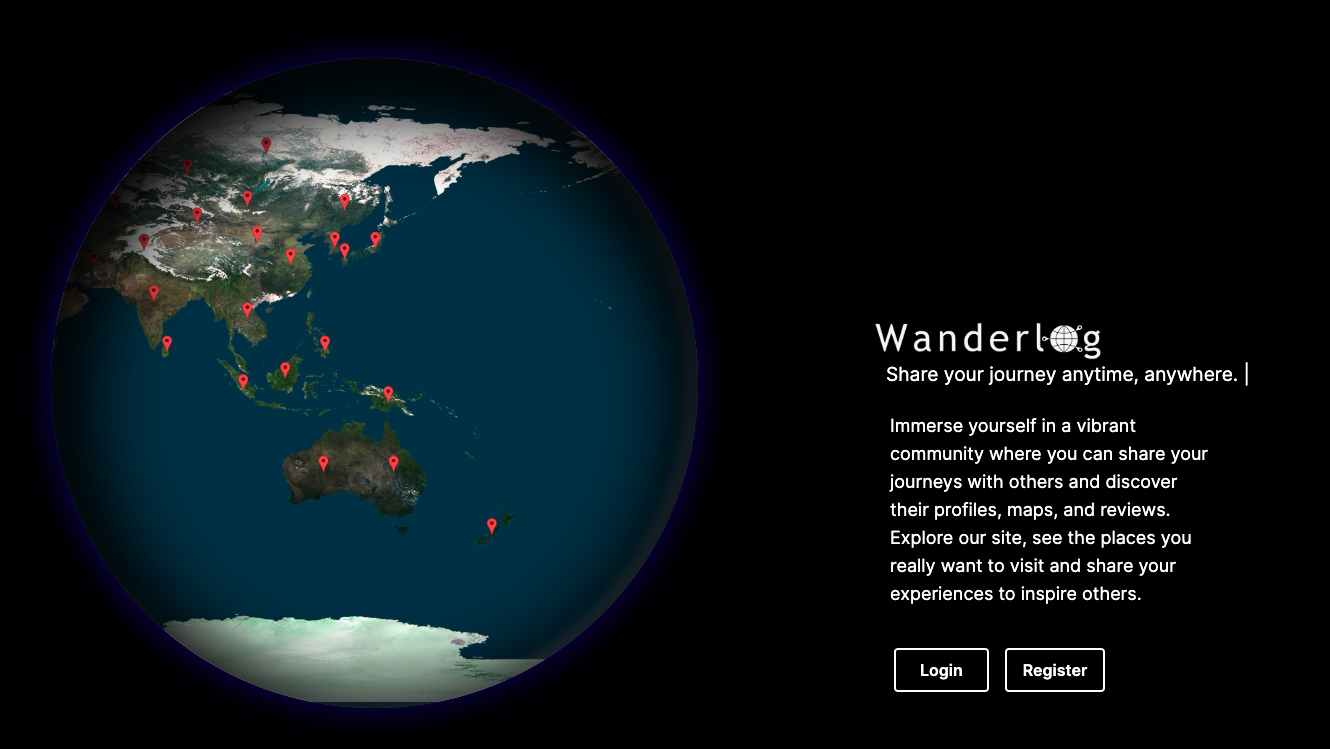 Wanderlog
Share your journey anytime, anywhere. |
Immerse yourself in a vibrant
community where you can share your
journeys with others and discover
their profiles, maps, and reviews.
Explore our site, see the places you
really want to visit and share your
experiences to inspire others.
Login Register